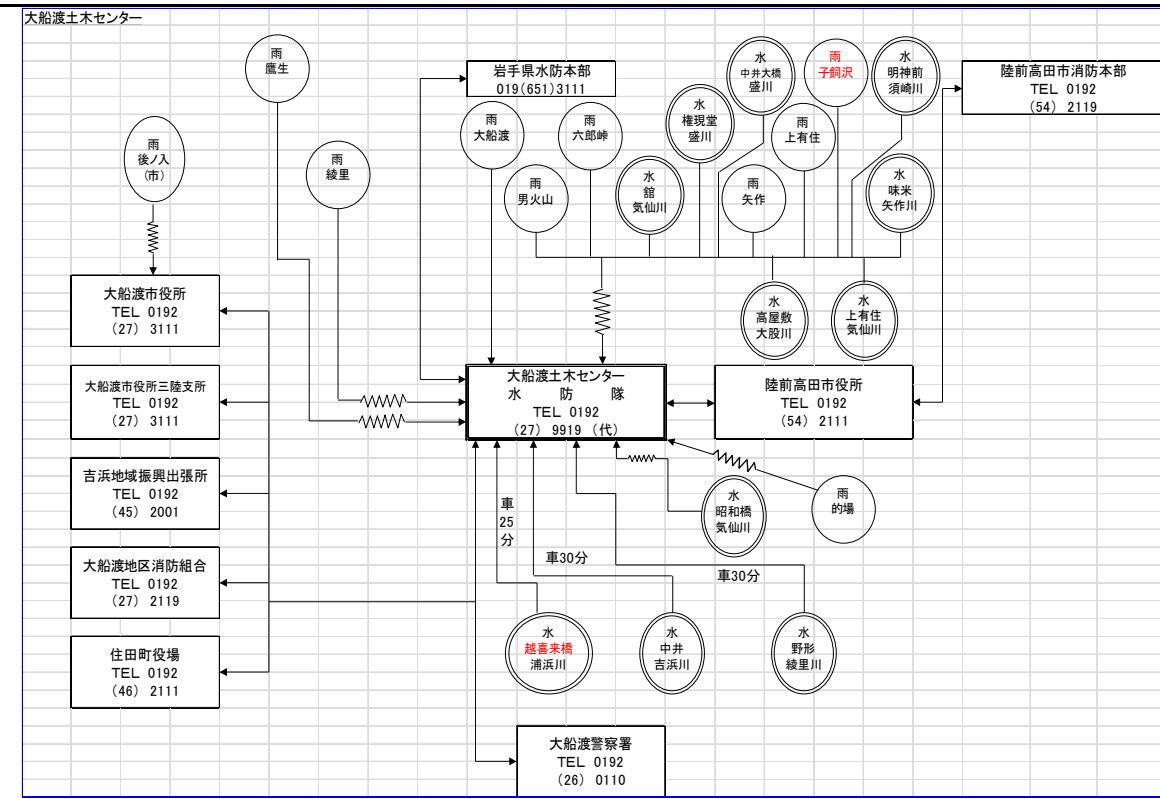 大船渡土木センター
雨
鷹生
岩手県水防本部
019(651)3111
水
中井大橋
盛川
雨
子飼沢
水
明神前
須崎川
陸前高田市消防本部
TEL 0192
(54) 2119
雨
後ノ入
(市)
雨
綾里
雨
大船渡
雨
六郎峠
水
権現堂
盛川
雨
上有住
雨
男火山
水
舘
気仙川
雨
矢作
水
味米
矢作川
大船渡市役所
TEL 0192
(27) 3111
水
高屋敷
大股川
水
上有住
気仙川
大船渡市役所三陸支所
TEL 0192
(27) 3111
大船渡土木センター
水 防 隊
TEL 0192
(27) 9919 (代)
陸前高田市役所
TEL 0192
(54) 2111
吉浜地域振興出張所
TEL 0192
(45) 2001
車
25
分
水
昭和橋
気仙川
雨
的場
大船渡地区消防組合
TEL 0192
(27) 2119
車30分
車30分
住田町役場
TEL 0192
(46) 2111
水
越喜来橋
浦浜川
水
中井
吉浜川
水
野形
綾里川
大船渡警察署
TEL 0192
(26) 0110